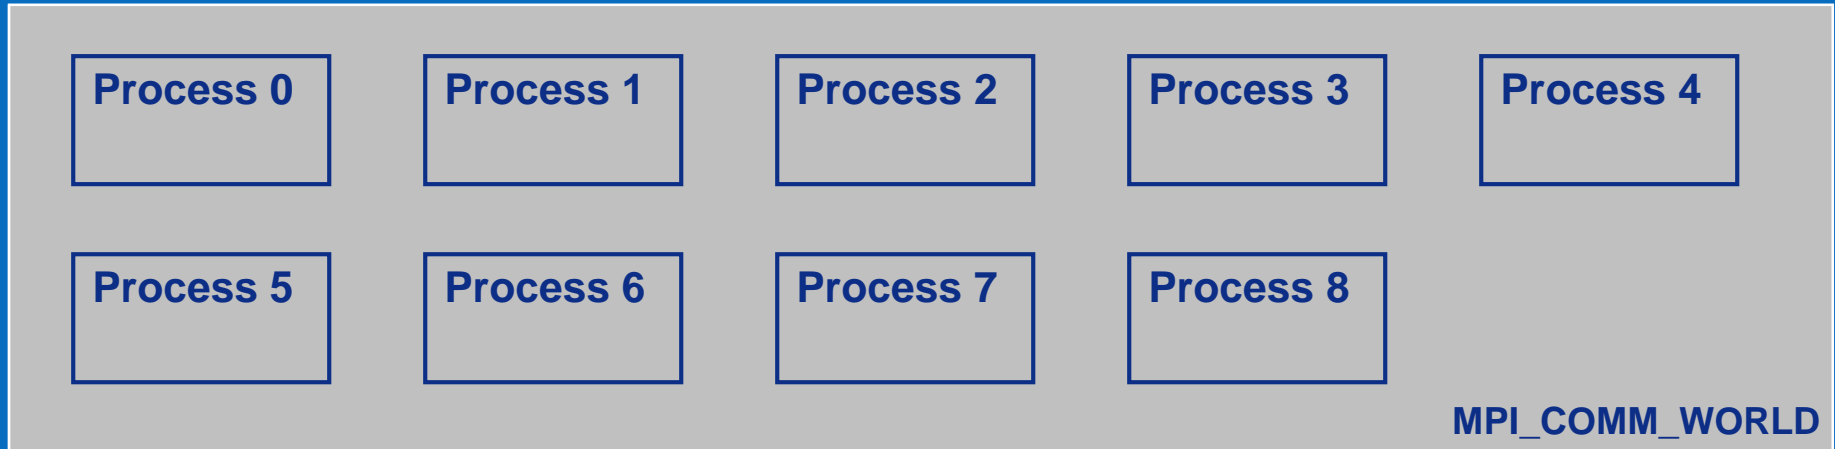 Process 0
Process 1
Process 2
Process 3
Process 4
Process 5
Process 6
Process 7
Process 8
MPI_COMM_WORLD